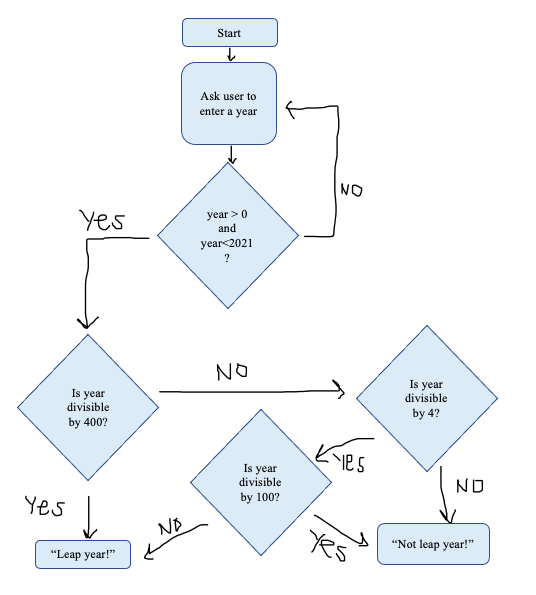 Start
Ask user to
enter a year
NO
year > 0
and
year<2021
?
Yes
Is year
divisible
by 400?
NO
Is year
divisible
by 4?
Yes
Is year
divisible
by 100?
NO
Yes
NO
Yes
“Leap year!”
“Not leap year!”